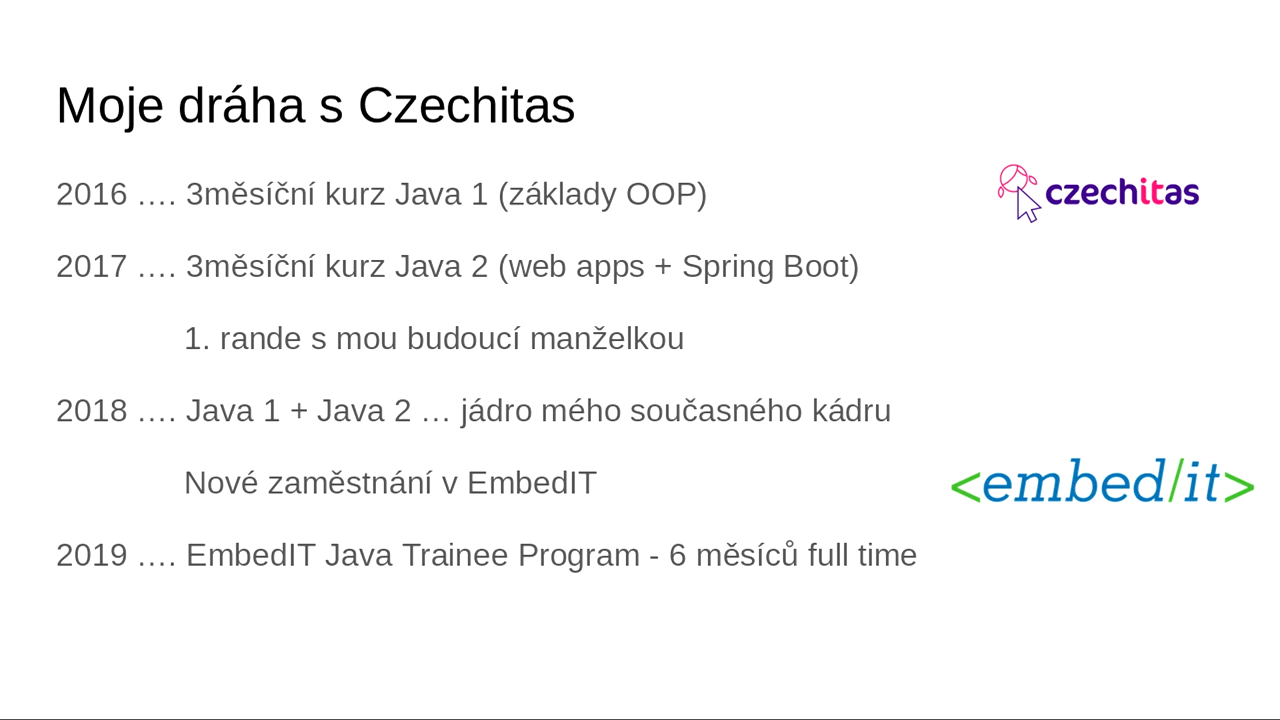 Moje dráha s Czechitas
2016 …. 3měsíční kurz Java 1 (základy OOP)
czechitas
2017 …. 3měsíční kurz Java 2 (web apps + Spring Boot)
1. rande s mou budoucí manželkou
2018 …. Java 1 + Java 2 … jádro mého současného kádru
Nové zaměstnání v EmbedIT
<embed/it>
2019 …. EmbedIT Java Trainee Program - 6 měsíců full time